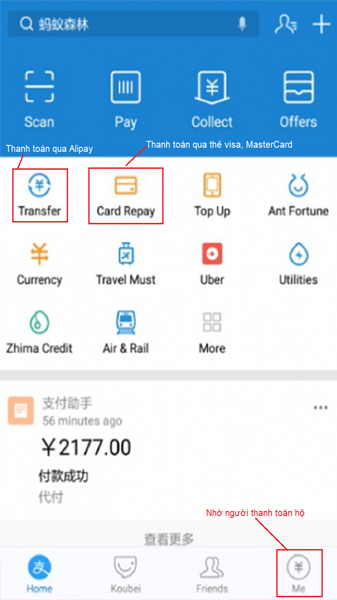 蚂蚁森林
Scan Pay Collect Offers
Thanh toán qua Alipay
Thanh toán qua thẻ visa, MasterCard
Transfer Card Repay Top Up Ant Fortune
Currency Travel Must Uber Utilities
Zhima Credit Air & Rail More
支付助手
56 minutes ago
¥2177.00
付款成功
代付
Nhờ người thanh toán hộ
查看更多
Home Koubei Friends Me